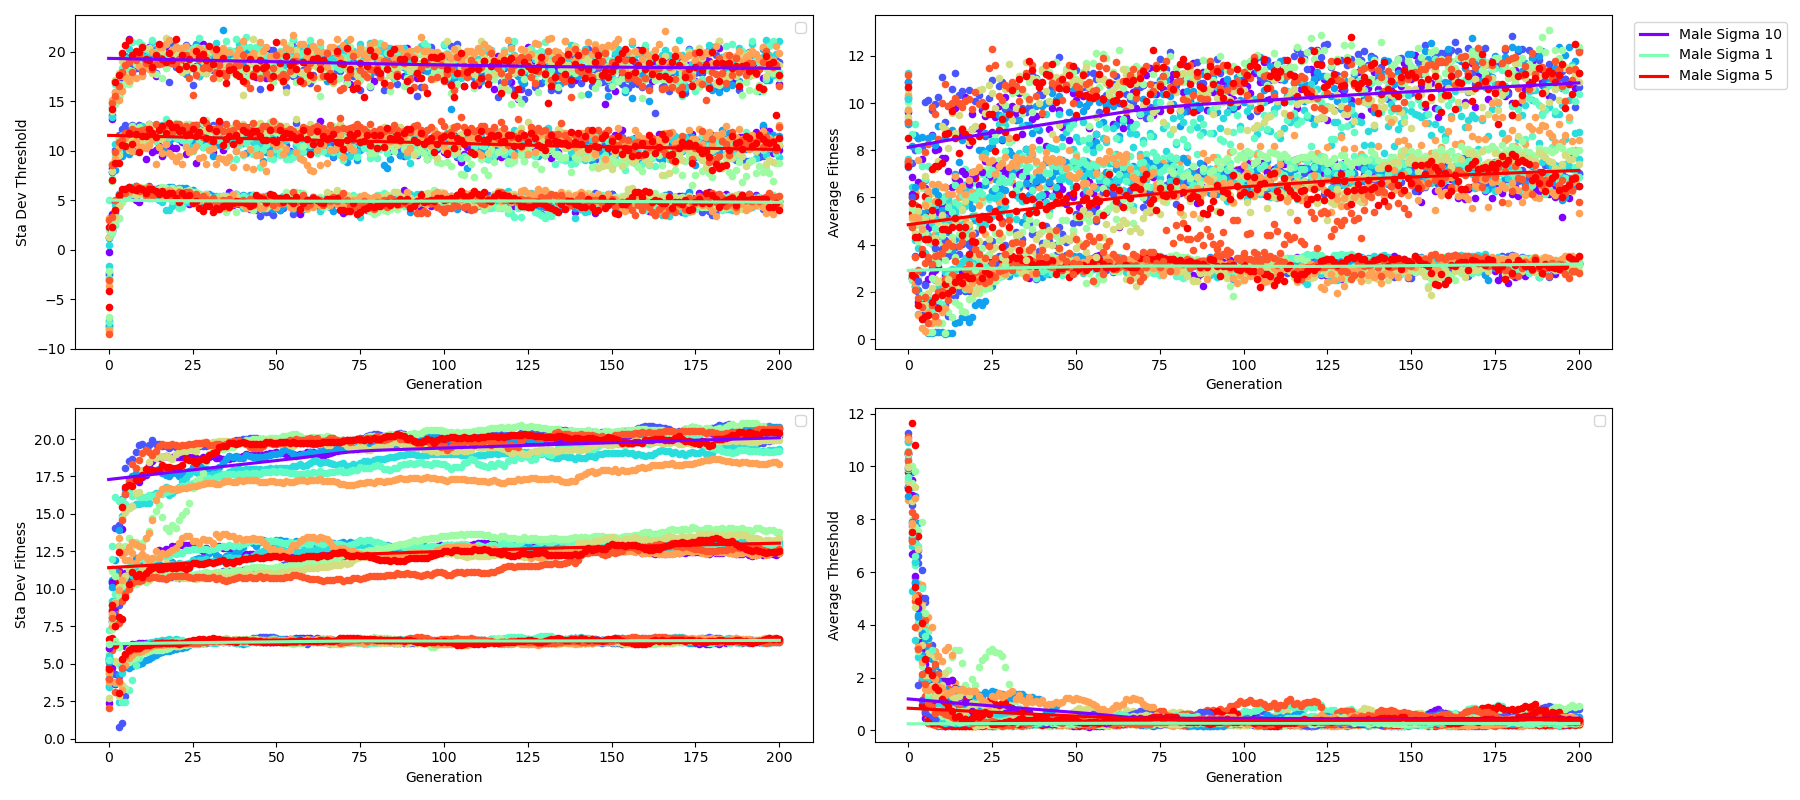 20
15
10
5
0
−5
−10
Sta Dev Threshold
0 25 50 75 100 125 150 175 200
Generation
12
10
8
6
4
2
0
Average Fitness
0 25 50 75 100 125 150 175 200
Generation
Male Sigma 10
Male Sigma 1
Male Sigma 5
20.0
17.5
15.0
12.5
10.0
7.5
5.0
2.5
0.0
Sta Dev Fitness
0 25 50 75 100 125 150 175 200
Generation
12
10
8
6
4
2
0
Average Threshold
0 25 50 75 100 125 150 175 200
Generation